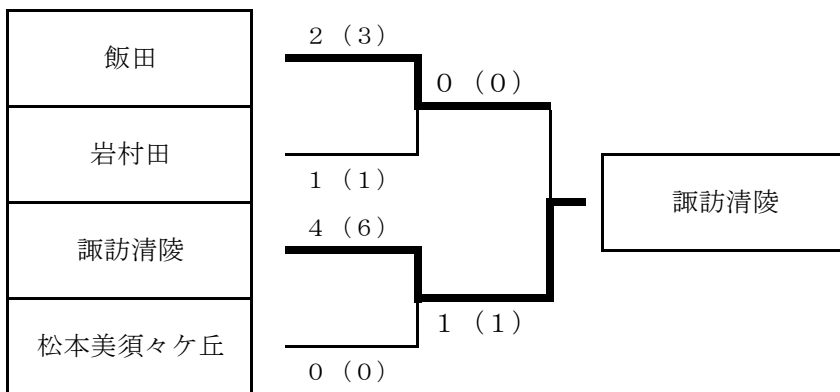 飯田
２（３）
０（０）
岩村田
１（１）
諏訪清陵
４（６）
諏訪清陵
１（１）
松本美須々ケ丘
０（０）